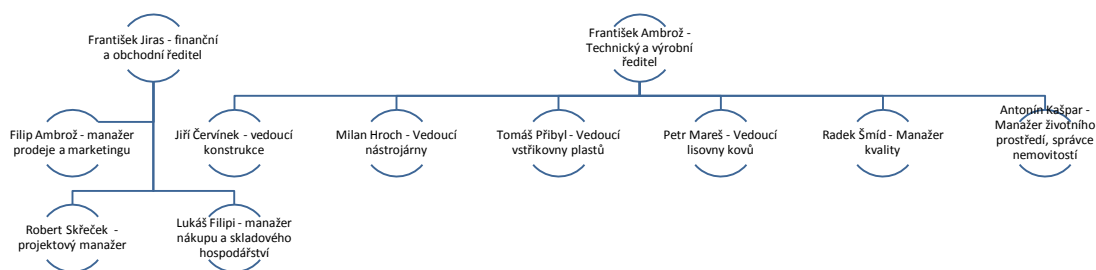 František Jiras - finanční
a obchodní ředitel
František Ambrož -
Technický a výrobní
ředitel
Filip Ambrož - manažer
prodeje a marketingu
Jiří Červínek - vedoucí
konstrukce
Milan Hroch - Vedoucí
nástrojárny
Tomáš Přibyl - Vedoucí
vstřikovny plastů
Petr Mareš - Vedoucí
lisovny kovů
Radek Šmíd - Manažer
kvality
Antonín Kašpar -
Manažer životního
prostředí, správce
nemovitostí
Robert Skřeček -
projektový manažer
Lukáš Filipi - manažer
nákupu a skladového
hospodářství